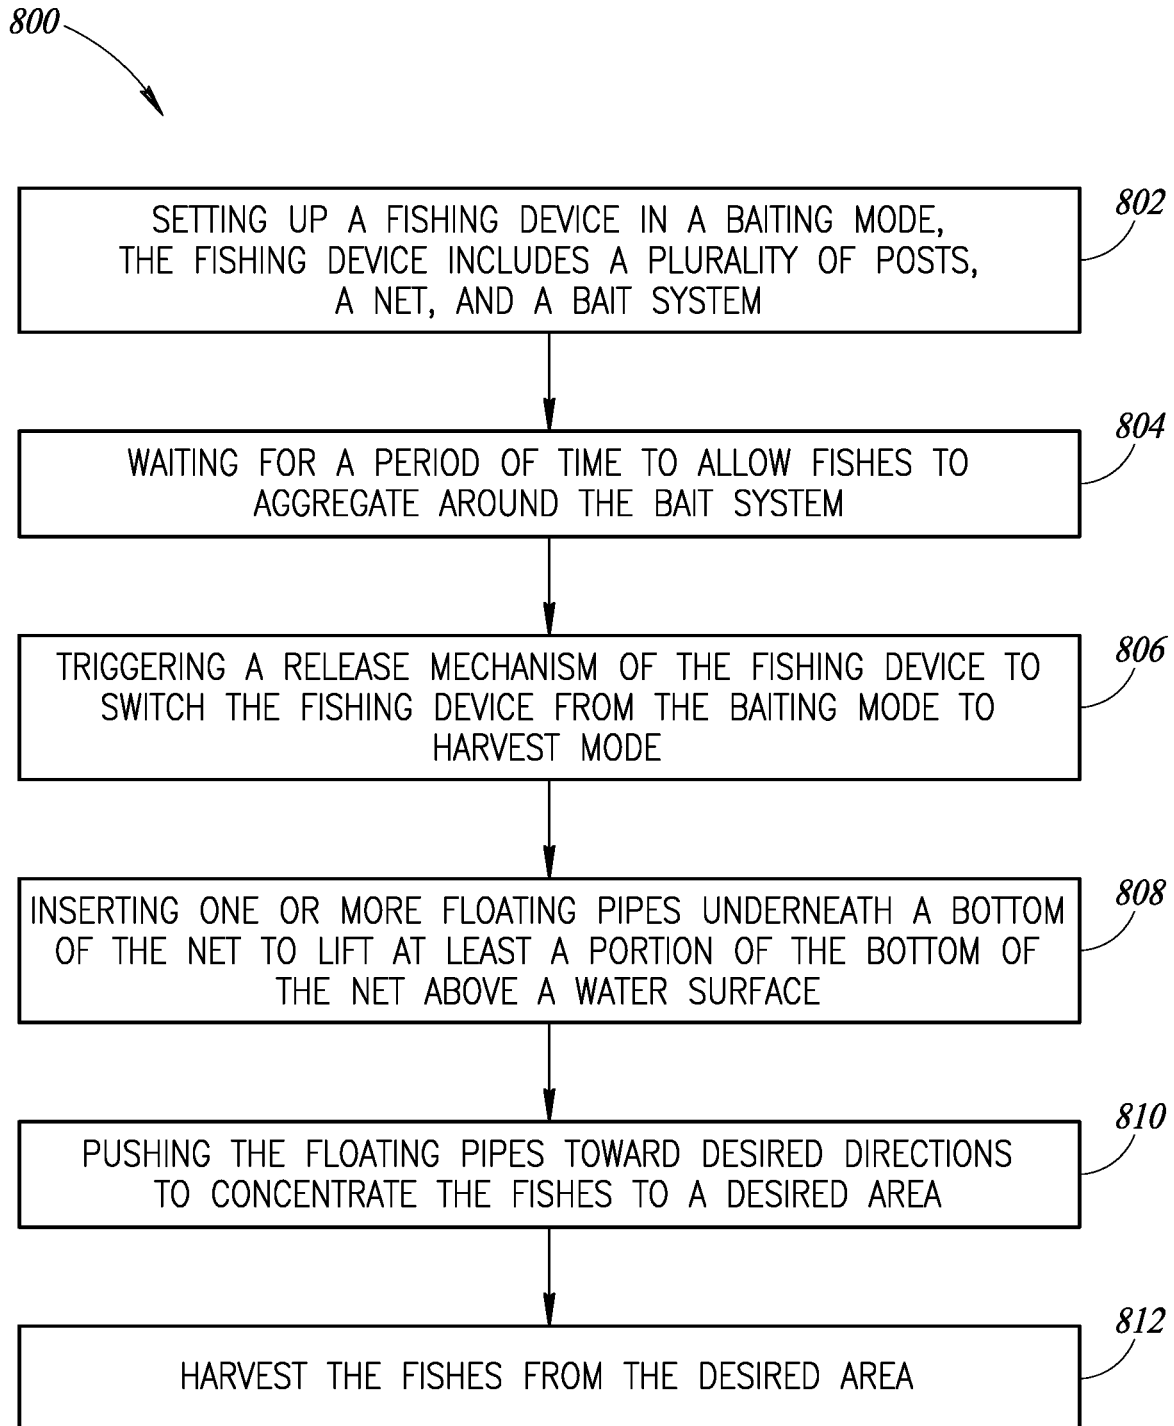 800
802
SETTING UP A FISHING DEVICE IN A BAITING MODE,
THE FISHING DEVICE INCLUDES A PLURALITY OF POSTS,
A NET, AND A BAIT SYSTEM
804
WAITING FOR A PERIOD OF TIME TO ALLOW FISHES TO
AGGREGATE AROUND THE BAIT SYSTEM
806
TRIGGERING A RELEASE MECHANISM OF THE FISHING DEVICE TO
SWITCH THE FISHING DEVICE FROM THE BAITING MODE TO
HARVEST MODE
808
INSERTING ONE OR MORE FLOATING PIPES UNDERNEATH A BOTTOM
OF THE NET TO LIFT AT LEAST A PORTION OF THE BOTTOM OF
THE NET ABOVE A WATER SURFACE
810
PUSHING THE FLOATING PIPES TOWARD DESIRED DIRECTIONS
TO CONCENTRATE THE FISHES TO A DESIRED AREA
812
HARVEST THE FISHES FROM THE DESIRED AREA